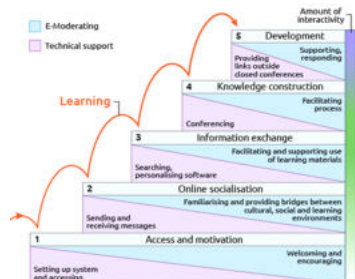 Amount of
interactivity
E-Moderating
Technical support
Learning
5 Development
Supporting,
responding
Providing
links outside
closed conferences
4 Knowledge construction
Facilitating
process
Conferencing
3 Information exchange
Facilitating and supporting use
of learning materials
Searching,
personalising software
2 Online socialisation
Familiarising and providing bridges between
cultural, social and learning
environments
Sending and
receiving messages
1 Access and motivation
Welcoming and
encouraging
Setting up system
and accessing